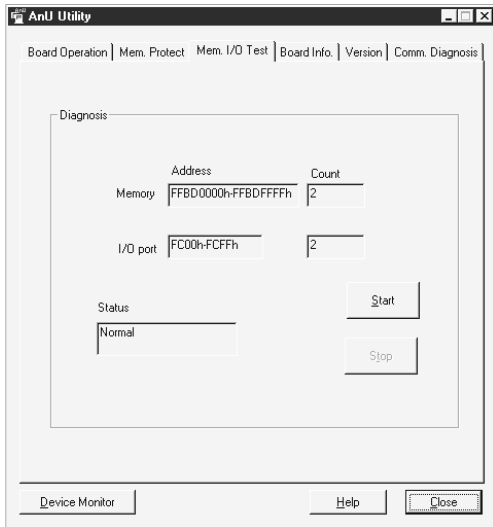 AnU Utility
Board Operation Mem. Protect Mem. I/O Test Board Info. Version Comm. Diagnosis
Diagnosis
Address Count
Memory FFBD0000h-FFBDFFFFh 2
I/O port FC00h-FCFFh 2
Start
Status
Normal
Stop
Device Monitor Help Close